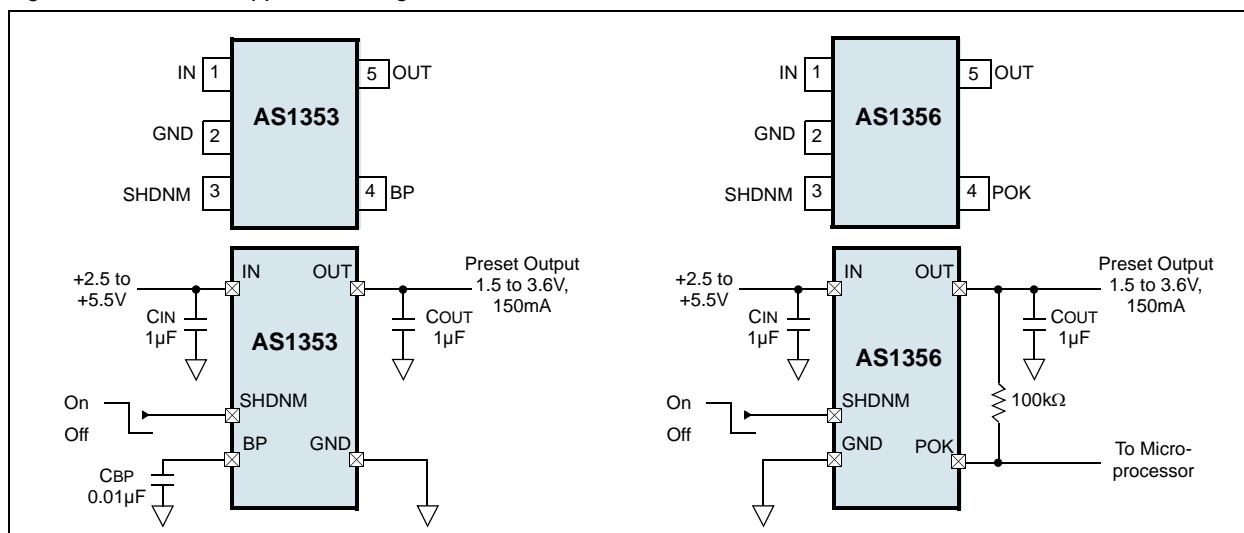 IN 1
5 OUT
AS1353
GND 2
SHDNM 3
4 BP
IN 1
5 OUT
AS1356
GND 2
SHDNM 3
4 POK
+2.5 to
+5.5V
IN
OUT
Preset Output
1.5 to 3.6V,
150mA
CIN
1µF
COUT
1µF
AS1353
On
Off
SHDNM
BP
GND
CBP
0.01µF
+2.5 to
+5.5V
IN
OUT
Preset Output
1.5 to 3.6V,
150mA
CIN
1µF
COUT
1µF
AS1356
100kΩ
On
Off
SHDNM
GND
POK
To Micro-
processor